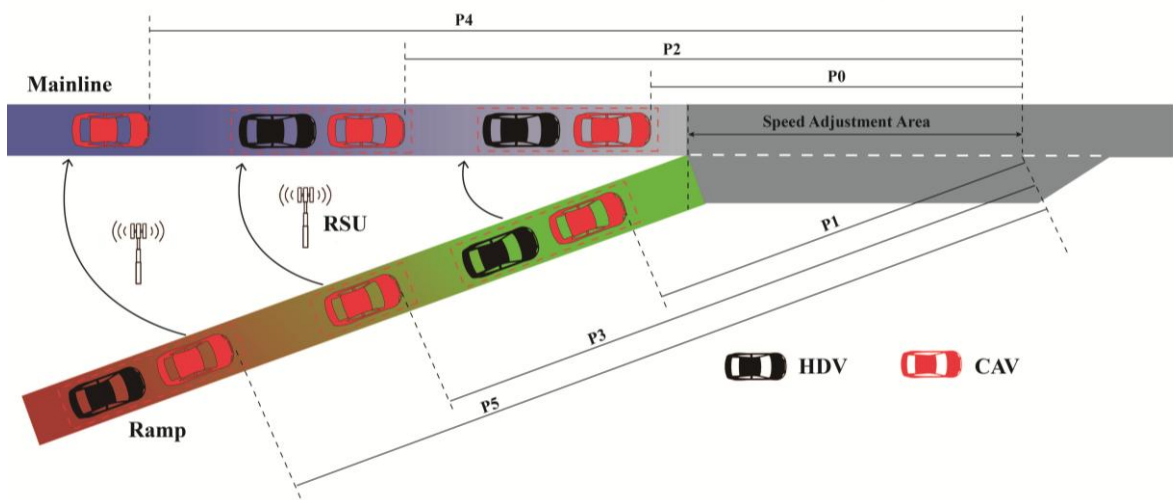 P4
P2
P0
Mainline
Speed Adjustment Area
RSU
P1
P3
P5
HDV
CAV
Ramp